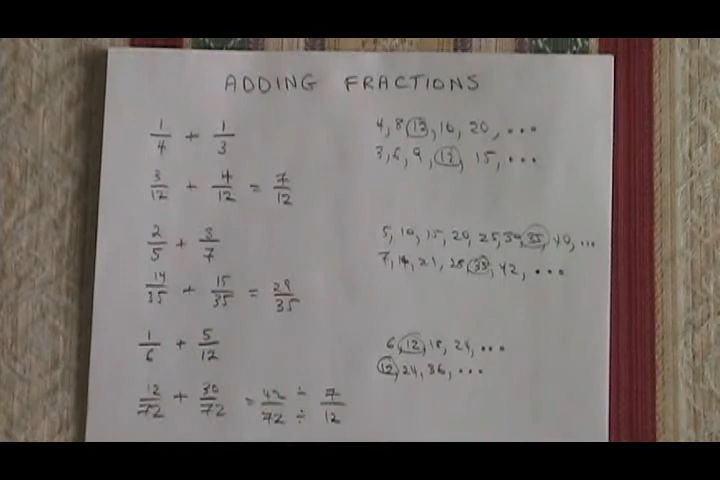 ADDING FRACTIONS
1/4 + 1/3
4, 8, 12, 16, 20, ...
3, 6, 9, 12, 15, ...
3/12 + 4/12 = 7/12
2/5 + 3/7
5, 10, 15, 20, 25, 30, 35, 40, ...
7, 14, 21, 28, 35, 42, ...
14/35 + 15/35 = 29/35
1/6 + 5/12
6, 12, 18, 24, ...
12, 24, 36, ...
12/72 + 30/72 = 42/72 ÷ ÷ 7/12